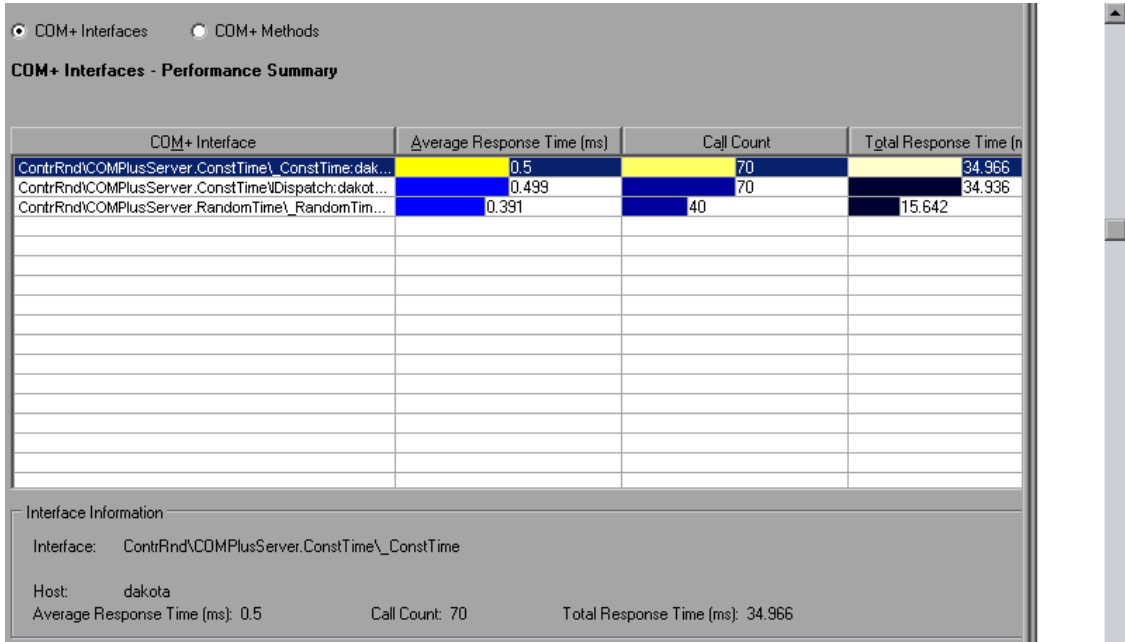 COM+ Interfaces COM+ Methods
COM+ Interfaces - Performance Summary
COM+ Interface Average Response Time (ms) Call Count Total Response Time (n
ContrRnd\COMPlusServer.ConstTime\_ConstTime:dak... 0.5 70 34.966
ContrRnd\COMPlusServer.ConstTime\IDispatch:dakot... 0.499 70 34.936
ContrRnd\COMPlusServer.RandomTime\_RandomTim... 0.391 40 15.642
Interface Information
Interface: ContrRnd\COMPlusServer.ConstTime\_ConstTime
Host: dakota
Average Response Time (ms): 0.5 Call Count: 70 Total Response Time (ms): 34.966